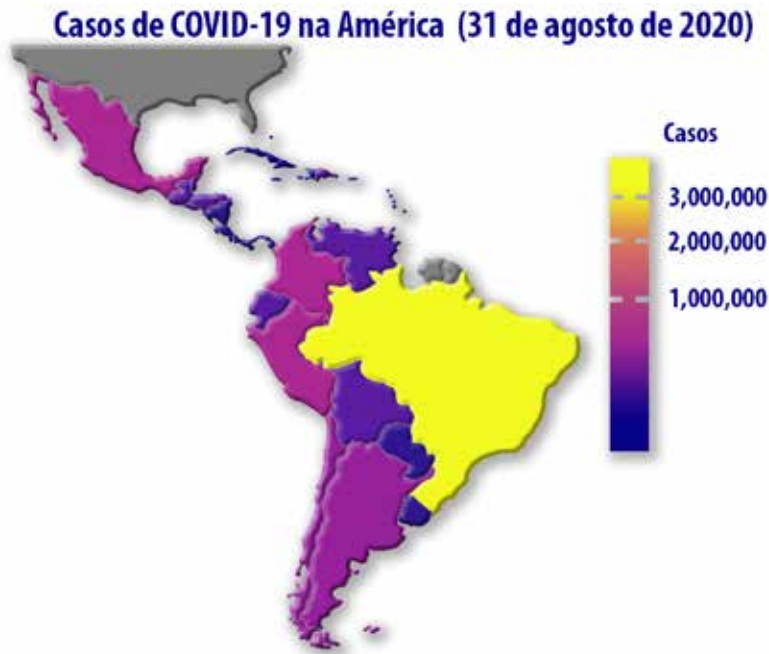 Casos de COVID-19 na América (31 de agosto de 2020)
Casos
3,000,000
2,000,000
1,000,000